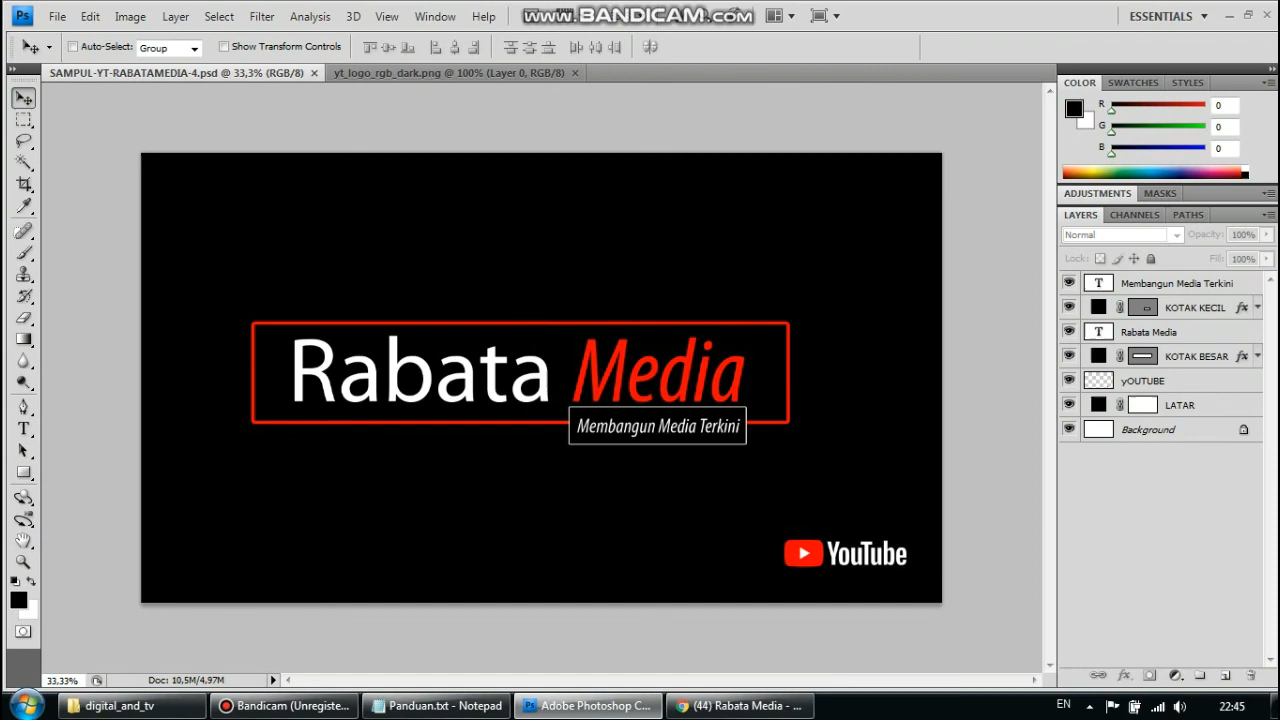 Ps File Edit Image Layer Select Filter Analysis 3D View Window Help www.BANDICAM.com ESSENTIALS
Auto-Select: Group Show Transform Controls
SAMPUL-YT-RABATAMEDIA-4.psd @ 33,3% (RGB/8) × yt_logo_rgb_dark.png @ 100% (Layer 0, RGB/8) ×
COLOR SWATCHES STYLES
R 0
G 0
B 0
ADJUSTMENTS MASKS
LAYERS CHANNELS PATHS
Normal Opacity: 100%
Lock: Fill: 100%
T Membangun Media Terkini
KOTAK KECIL fx
T Rabata Media
KOTAK BESAR fx
yOUTUBE
LATAR
Background
Rabata Media
Membangun Media Terkini
YouTube
33,33% Doc: 10,5M/4,97M
digital_and_tv Bandicam (Unregiste... Panduan.txt - Notepad Ps Adobe Photoshop C... (44) Rabata Media - ... EN 22:45